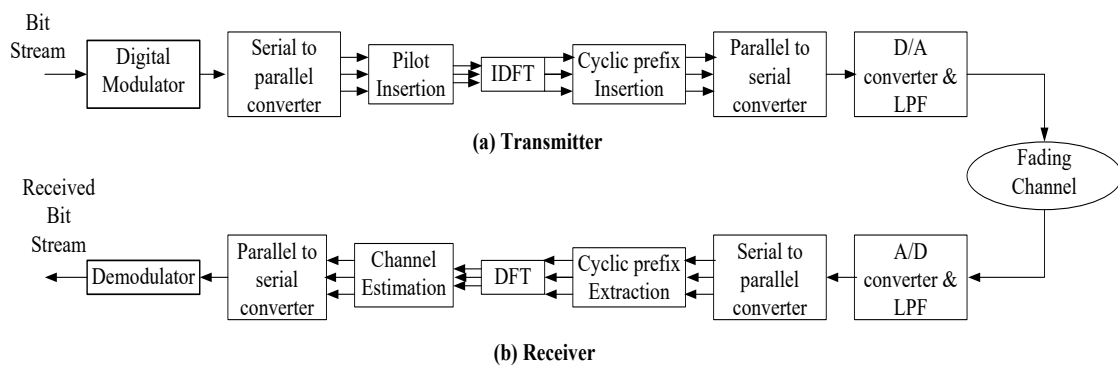 Bit
Stream
Digital
Modulator
Serial to
parallel
converter
Pilot
Insertion
IDFT
Cyclic prefix
Insertion
Parallel to
serial
converter
D/A
converter &
LPF
(a) Transmitter
Fading
Channel
Received
Bit
Stream
Demodulator
Parallel to
serial
converter
Channel
Estimation
DFT
Cyclic prefix
Extraction
Serial to
parallel
converter
A/D
converter &
LPF
(b) Receiver